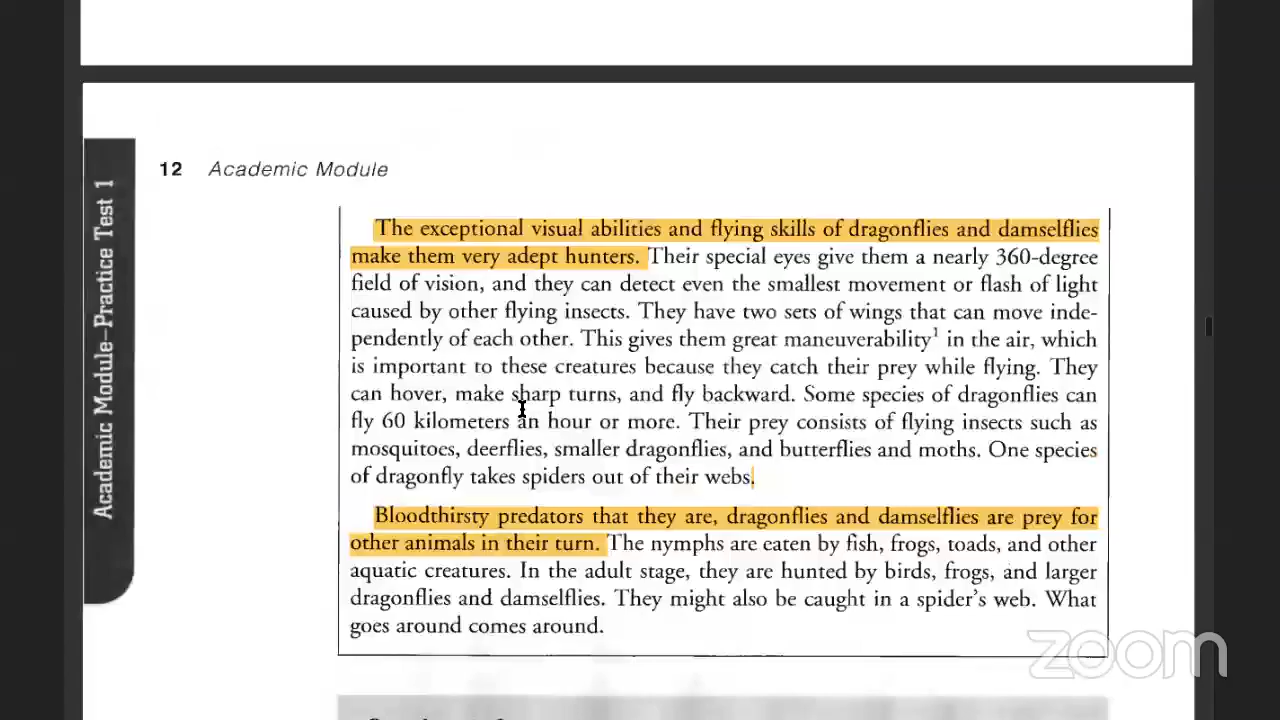 12 Academic Module
Academic Module–Practice Test 1
The exceptional visual abilities and flying skills of dragonflies and damselflies
make them very adept hunters. Their special eyes give them a nearly 360-degree
field of vision, and they can detect even the smallest movement or flash of light
caused by other flying insects. They have two sets of wings that can move inde-
pendently of each other. This gives them great maneuverability¹ in the air, which
is important to these creatures because they catch their prey while flying. They
can hover, make sharp turns, and fly backward. Some species of dragonflies can
fly 60 kilometers an hour or more. Their prey consists of flying insects such as
mosquitoes, deerflies, smaller dragonflies, and butterflies and moths. One species
of dragonfly takes spiders out of their webs.
Bloodthirsty predators that they are, dragonflies and damselflies are prey for
other animals in their turn. The nymphs are eaten by fish, frogs, toads, and other
aquatic creatures. In the adult stage, they are hunted by birds, frogs, and larger
dragonflies and damselflies. They might also be caught in a spider's web. What
goes around comes around.
zoom